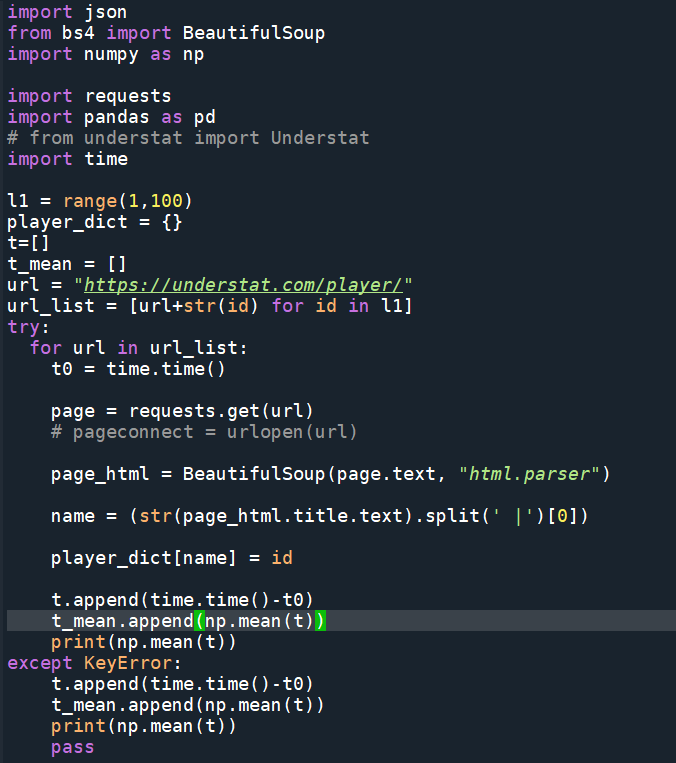 import json
from bs4 import BeautifulSoup
import numpy as np
import requests
import pandas as pd
# from understat import Understat
import time
l1 = range(1,100)
player_dict = {}
t=[]
t_mean = []
url = "https://understat.com/player/"
url_list = [url+str(id) for id in l1]
try:
  for url in url_list:
    t0 = time.time()
    page = requests.get(url)
    # pageconnect = urlopen(url)
    page_html = BeautifulSoup(page.text, "html.parser")
    name = (str(page_html.title.text).split(' |')[0])
    player_dict[name] = id
    t.append(time.time()-t0)
    t_mean.append(np.mean(t))
    print(np.mean(t))
except KeyError:
    t.append(time.time()-t0)
    t_mean.append(np.mean(t))
    print(np.mean(t))
    pass